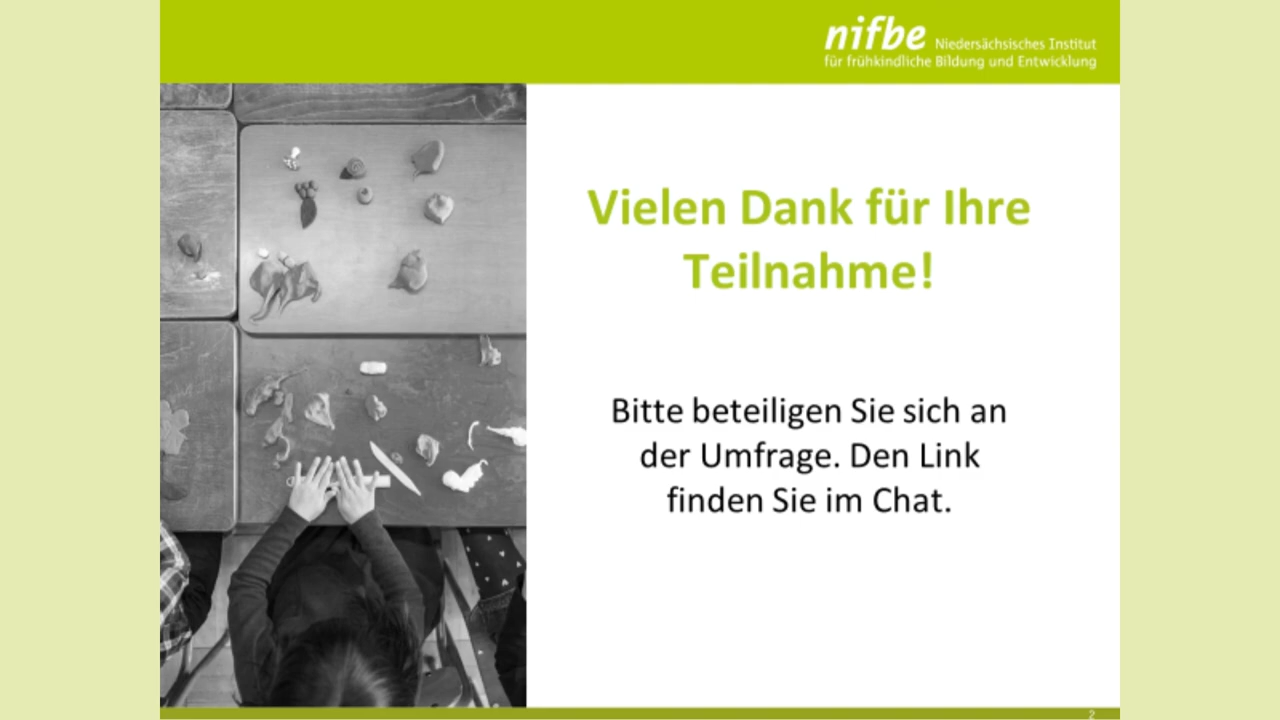 nifbe Niedersächsisches Institut
für frühkindliche Bildung und Entwicklung
Vielen Dank für Ihre
Teilnahme!
Bitte beteiligen Sie sich an
der Umfrage. Den Link
finden Sie im Chat.
2